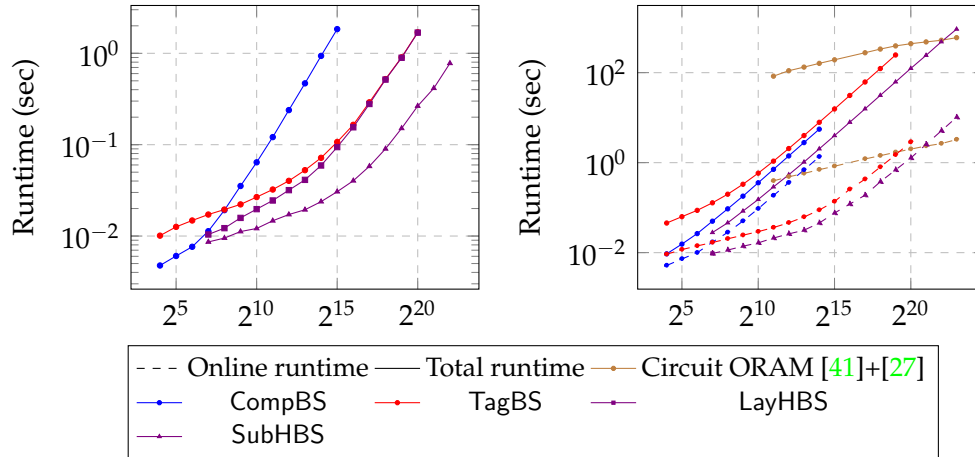 10^0
10^−1
10^−2
Runtime (sec)
2^5 2^10 2^15 2^20
10^2
10^0
10^−2
Runtime (sec)
2^5 2^10 2^15 2^20
Online runtime Total runtime Circuit ORAM [41]+[27]
CompBS TagBS LayHBS
SubHBS